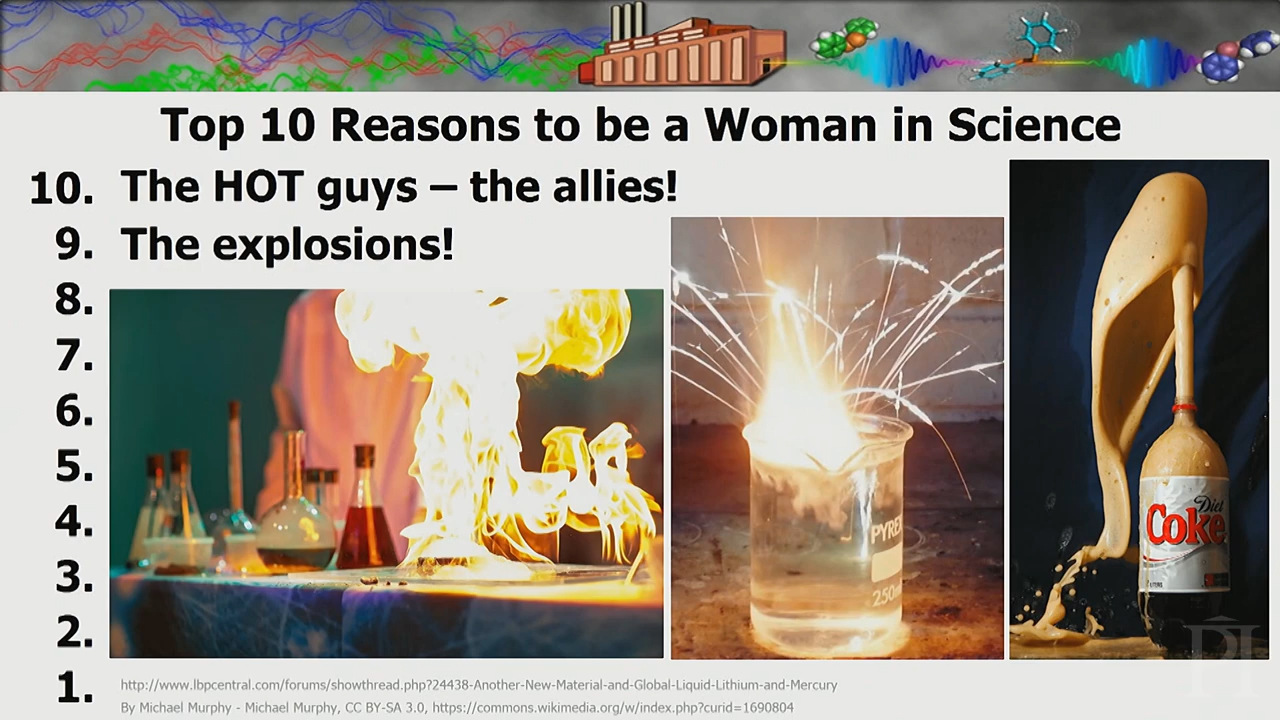 Top 10 Reasons to be a Woman in Science
10. The HOT guys – the allies!
9. The explosions!
8.
7.
6.
5.
4.
3.
2.
1.
PYREX
250m
Diet
Coke
http://www.lbpcentral.com/forums/showthread.php?24438-Another-New-Material-and-Global-Liquid-Lithium-and-Mercury
By Michael Murphy - Michael Murphy, CC BY-SA 3.0, https://commons.wikimedia.org/w/index.php?curid=1690804
PI